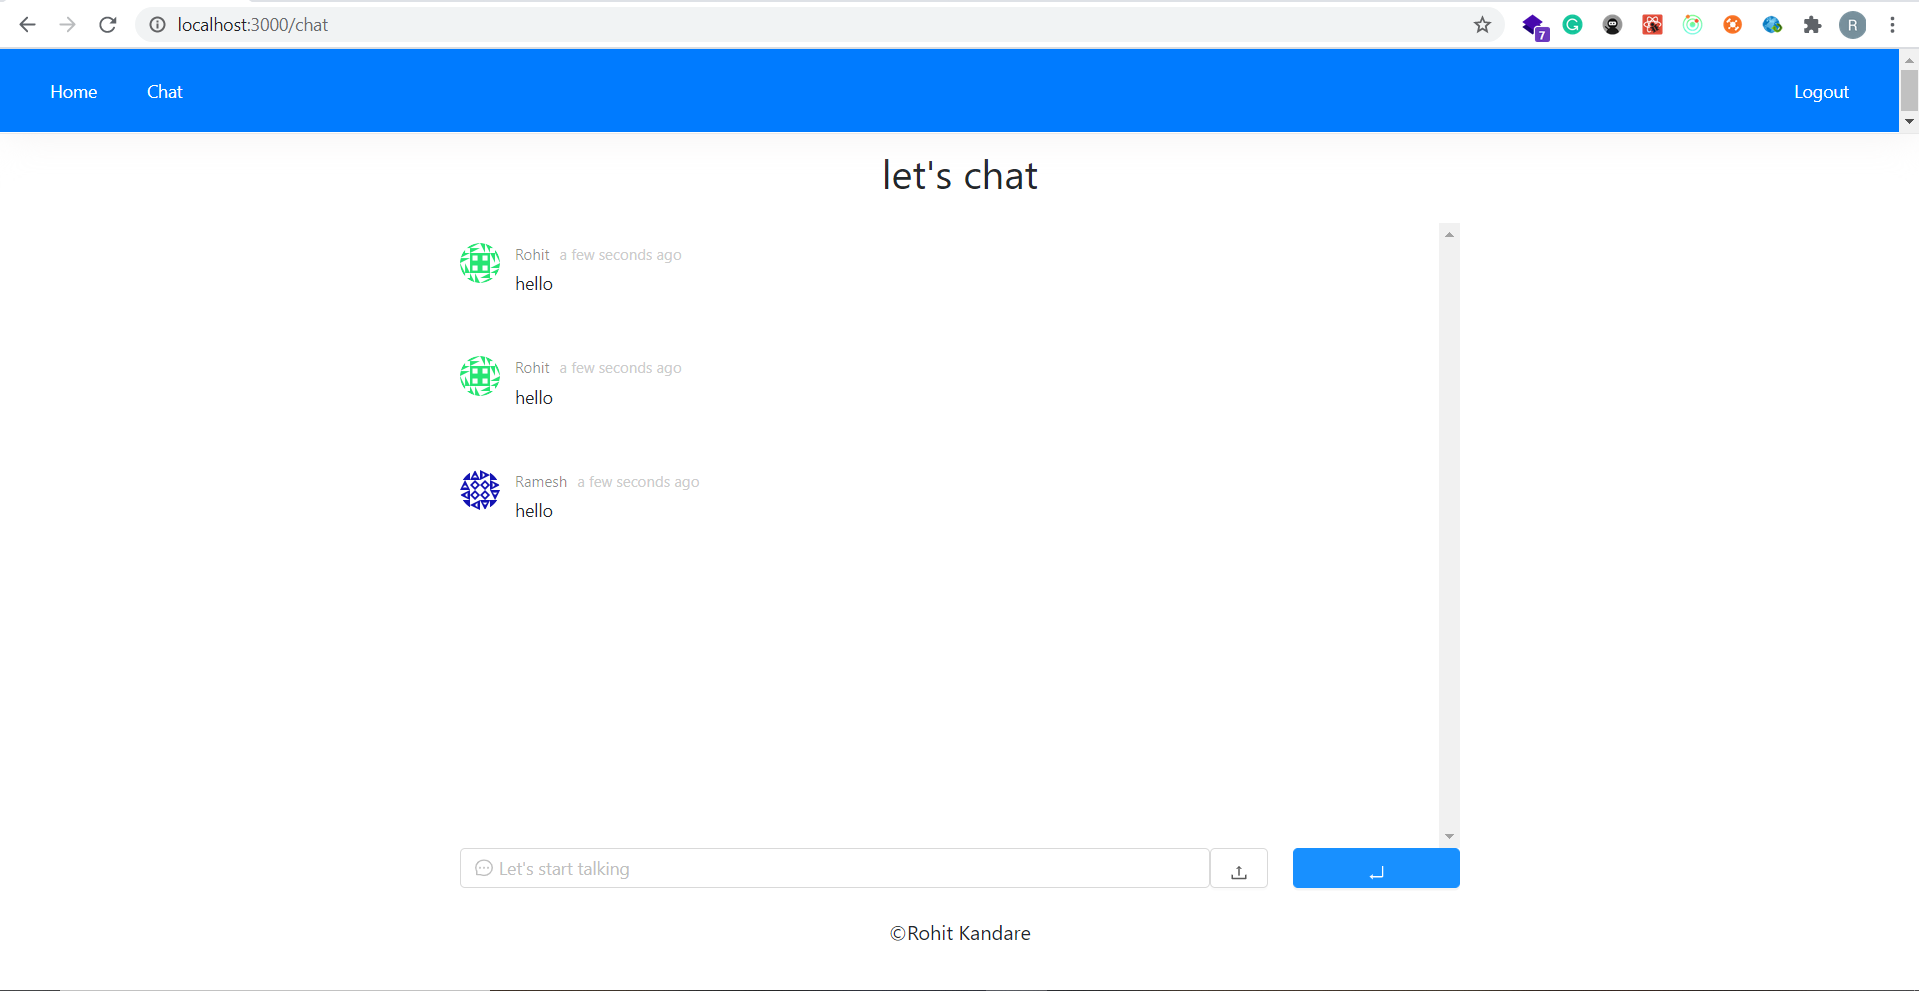 localhost:3000/chat
7
R
Home Chat Logout
let's chat
Rohit a few seconds ago
hello
Rohit a few seconds ago
hello
Ramesh a few seconds ago
hello
Let's start talking
©Rohit Kandare